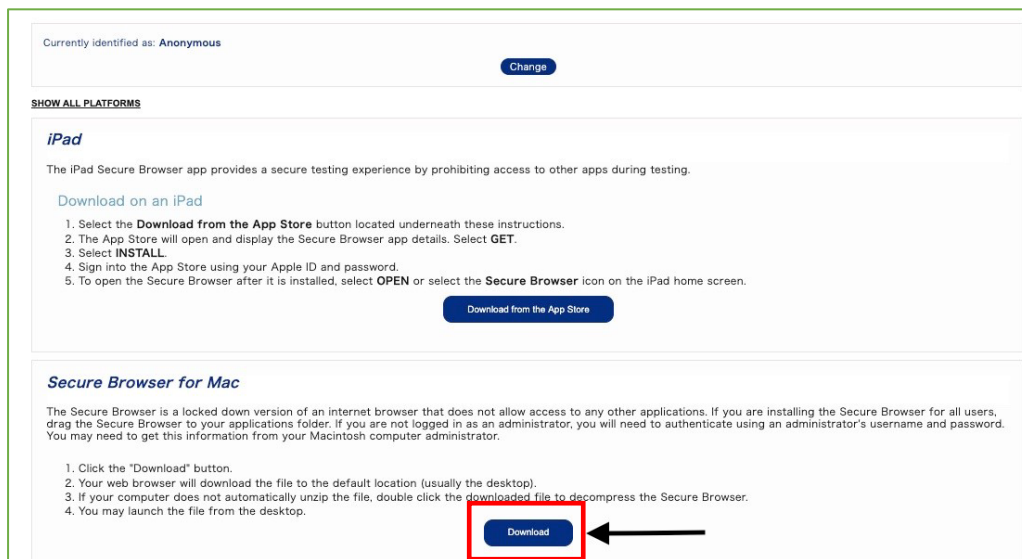 Currently identified as: Anonymous
Change
SHOW ALL PLATFORMS
iPad
The iPad Secure Browser app provides a secure testing experience by prohibiting access to other apps during testing.
Download on an iPad
1. Select the Download from the App Store button located underneath these instructions.
2. The App Store will open and display the Secure Browser app details. Select GET.
3. Select INSTALL.
4. Sign into the App Store using your Apple ID and password.
5. To open the Secure Browser after it is installed, select OPEN or select the Secure Browser icon on the iPad home screen.
Download from the App Store
Secure Browser for Mac
The Secure Browser is a locked down version of an internet browser that does not allow access to any other applications. If you are installing the Secure Browser for all users,
drag the Secure Browser to your applications folder. If you are not logged in as an administrator, you will need to authenticate using an administrator's username and password.
You may need to get this information from your Macintosh computer administrator.
1. Click the "Download" button.
2. Your web browser will download the file to the default location (usually the desktop).
3. If your computer does not automatically unzip the file, double click the downloaded file to decompress the Secure Browser.
4. You may launch the file from the desktop.
Download